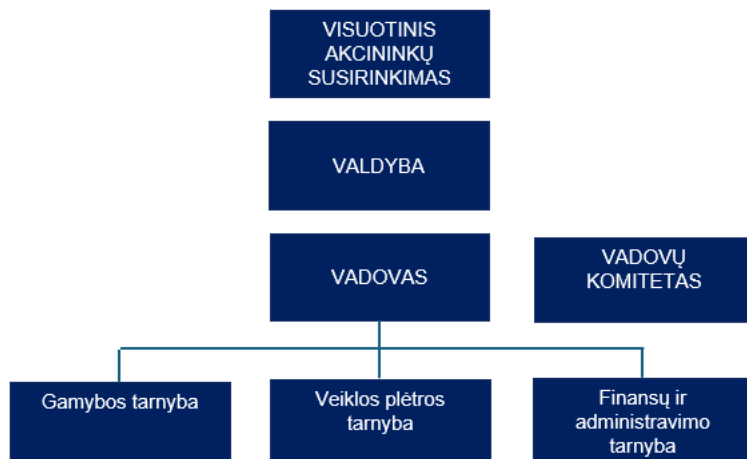 VISUOTINIS
AKCININKŲ
SUSIRINKIMAS
VALDYBA
VADOVAS
VADOVŲ
KOMITETAS
Gamybos tarnyba
Veiklos plėtros
tarnyba
Finansų ir
administravimo
tarnyba